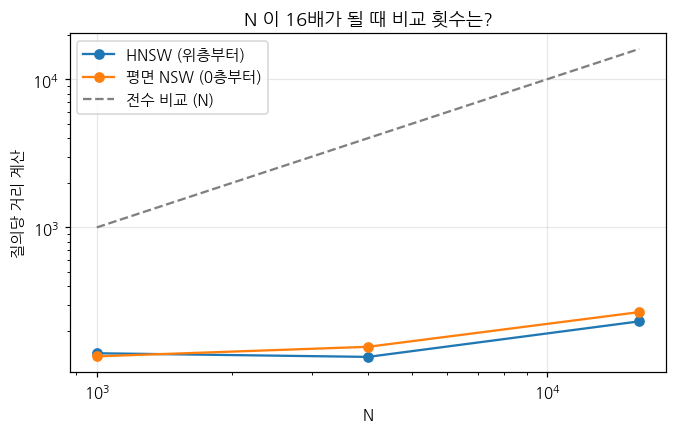 N 이 16배가 될 때 비교 횟수는?
HNSW (위층부터)
평면 NSW (0층부터)
전수 비교 (N)
질의당 거리 계산
10⁴
10³
10³
10⁴
N